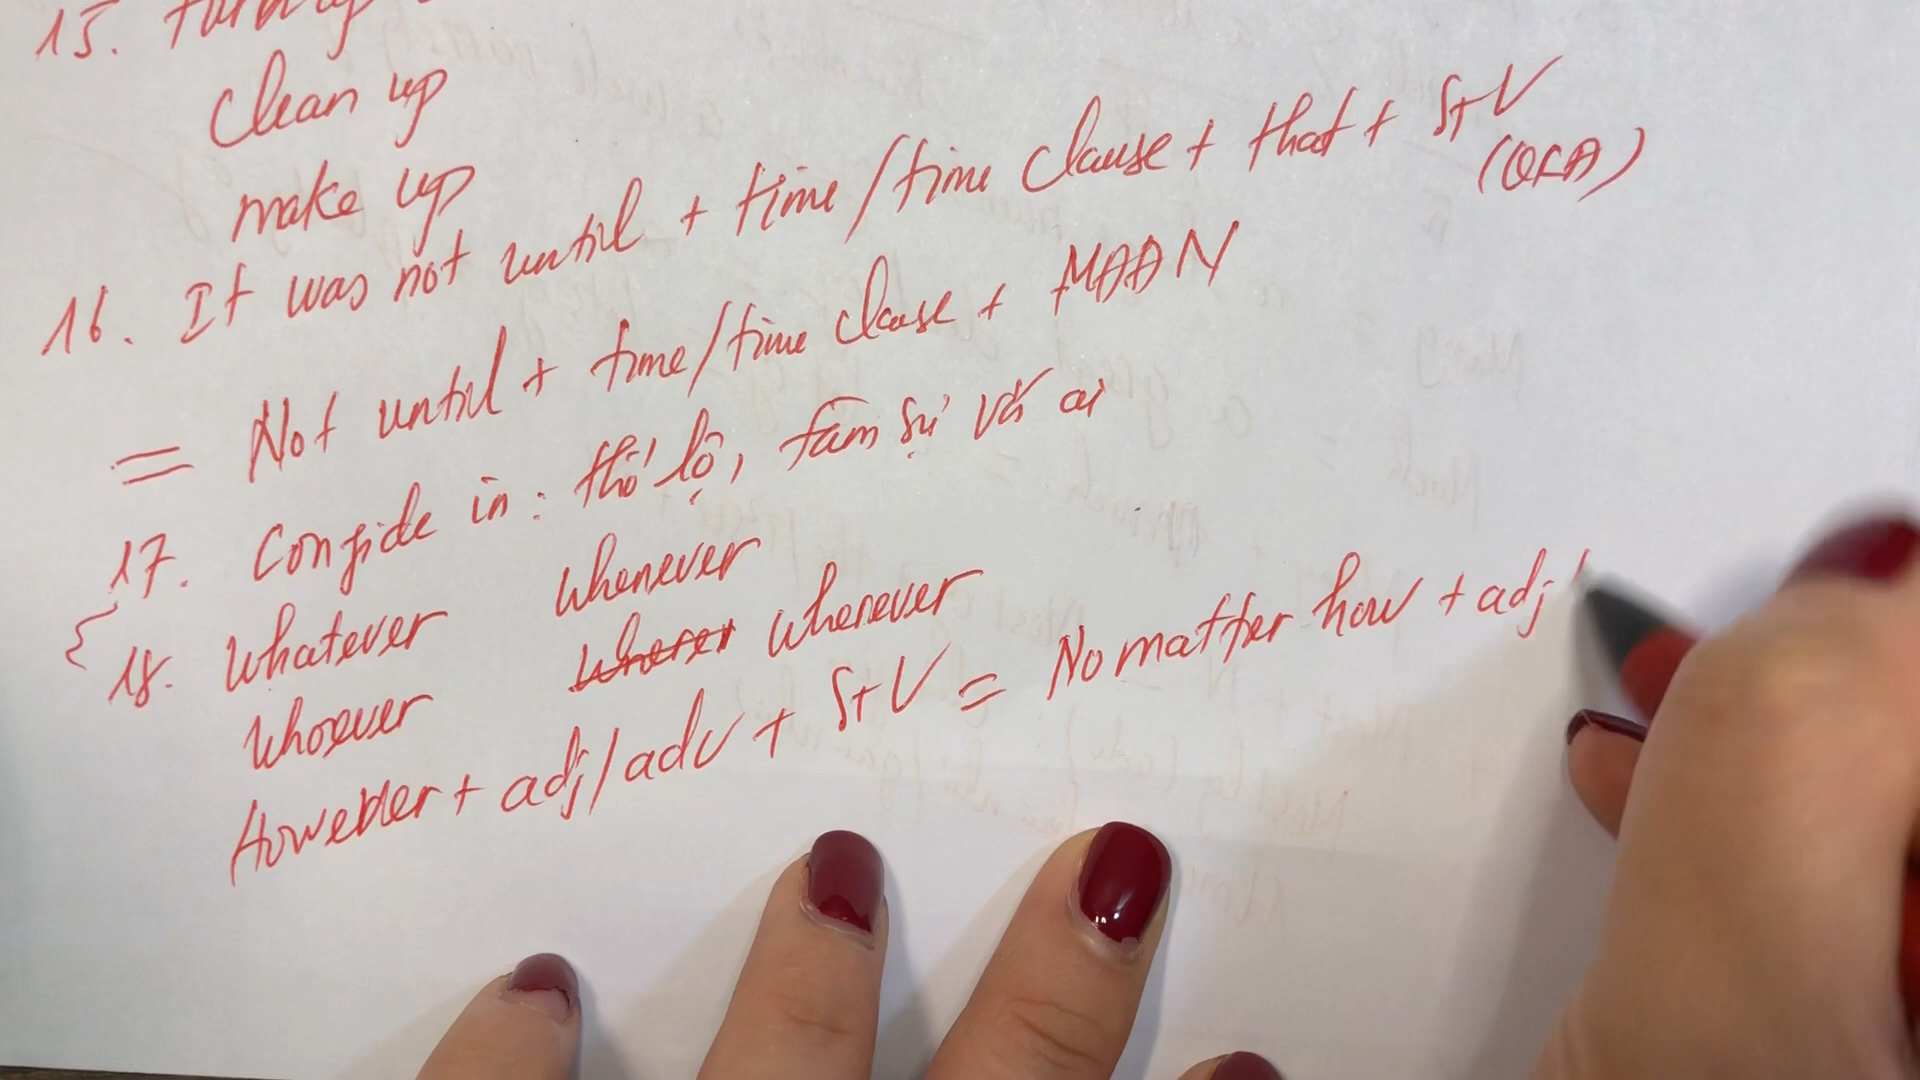 15.
clean up
make up
16. It was not until + time/time clause + that + S+V
(QKĐ)
= Not until + time/time clause + MĐĐN
17. Confide in: thổ lộ, tâm sự với ai
18. Whatever Whenever
Whoever Wherever
However + adj/adv + S+V = No matter how + adj/